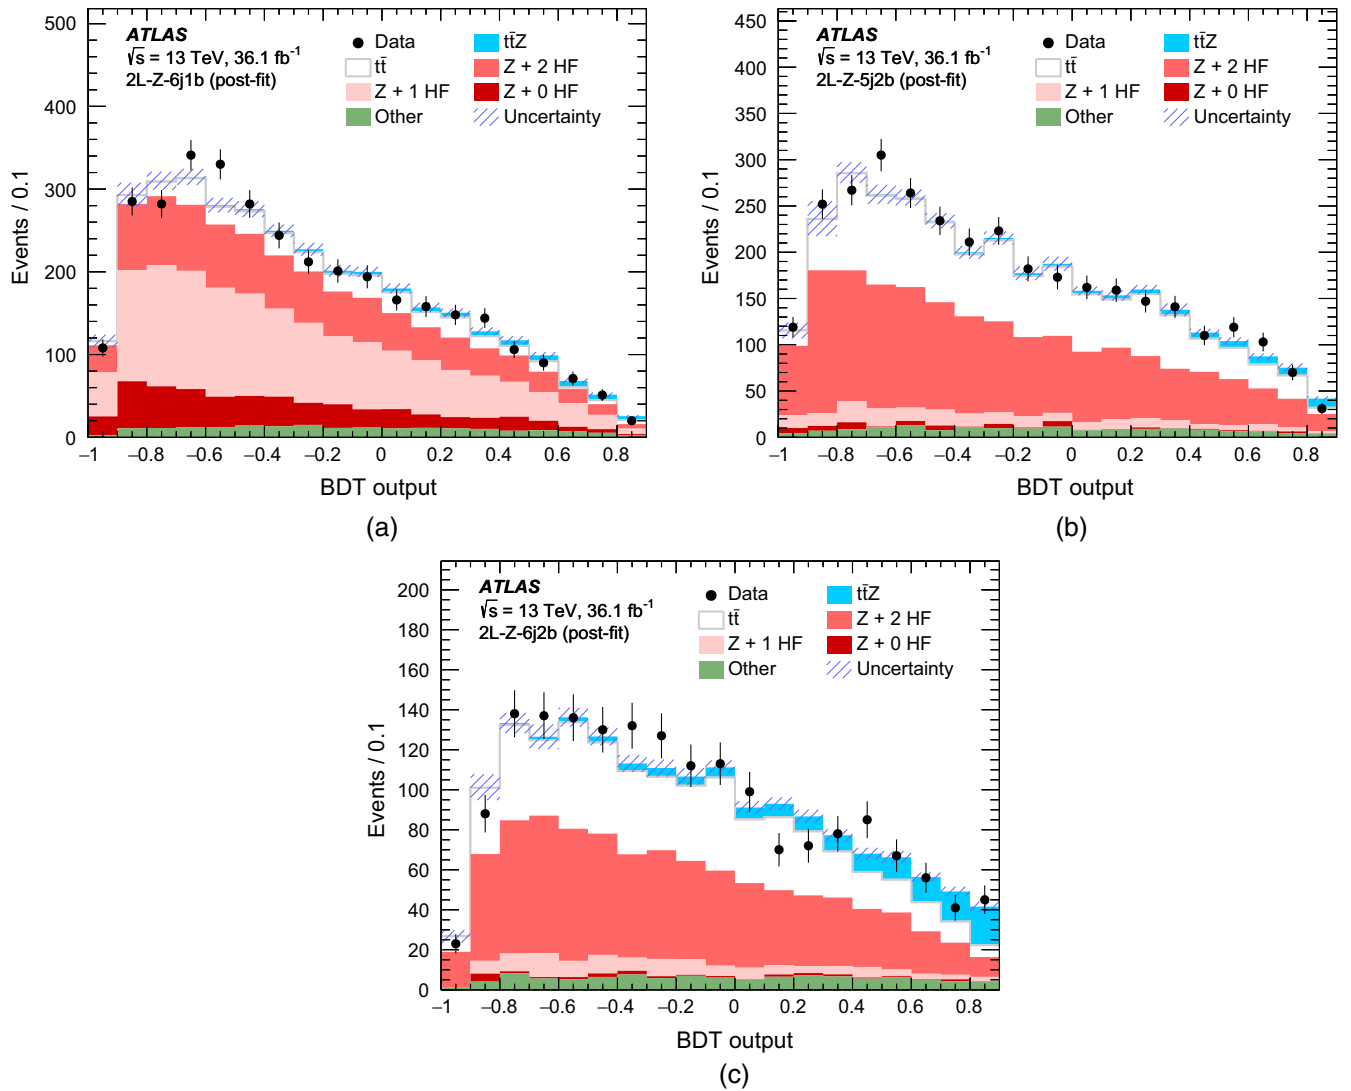 ATLAS
√s = 13 TeV, 36.1 fb⁻¹
2L-Z-6j1b (post-fit)
Data
tt̄Z
tt̄
Z + 2 HF
Z + 1 HF
Z + 0 HF
Other
Uncertainty
Events / 0.1
500
400
300
200
100
0
−1 −0.8 −0.6 −0.4 −0.2 0 0.2 0.4 0.6 0.8
BDT output
(a)
ATLAS
√s = 13 TeV, 36.1 fb⁻¹
2L-Z-5j2b (post-fit)
Data
tt̄Z
tt̄
Z + 2 HF
Z + 1 HF
Z + 0 HF
Other
Uncertainty
Events / 0.1
450
400
350
300
250
200
150
100
50
0
−1 −0.8 −0.6 −0.4 −0.2 0 0.2 0.4 0.6 0.8
BDT output
(b)
ATLAS
√s = 13 TeV, 36.1 fb⁻¹
2L-Z-6j2b (post-fit)
Data
tt̄Z
tt̄
Z + 2 HF
Z + 1 HF
Z + 0 HF
Other
Uncertainty
Events / 0.1
200
180
160
140
120
100
80
60
40
20
0
−1 −0.8 −0.6 −0.4 −0.2 0 0.2 0.4 0.6 0.8
BDT output
(c)